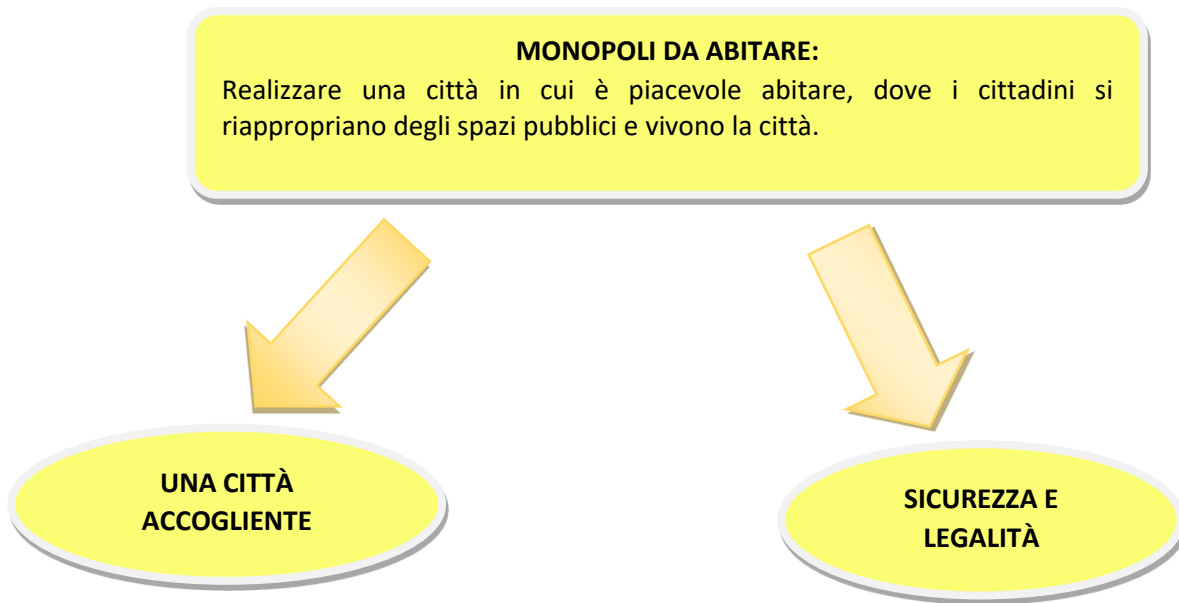 MONOPOLI DA ABITARE:
Realizzare una città in cui è piacevole abitare, dove i cittadini si
riappropriano degli spazi pubblici e vivono la città.
UNA CITTÀ
ACCOGLIENTE
SICUREZZA E
LEGALITÀ